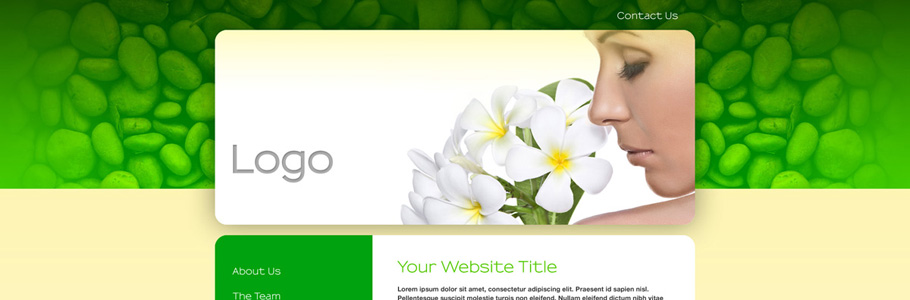 Contact Us
Logo
About Us
The Team
Your Website Title
Lorem ipsum dolor sit amet, consectetur adipiscing elit. Praesent id sapien nisl.
Pellentesque suscipit molestie turpis non eleifend. Nullam eleifend dictum nibh vitae